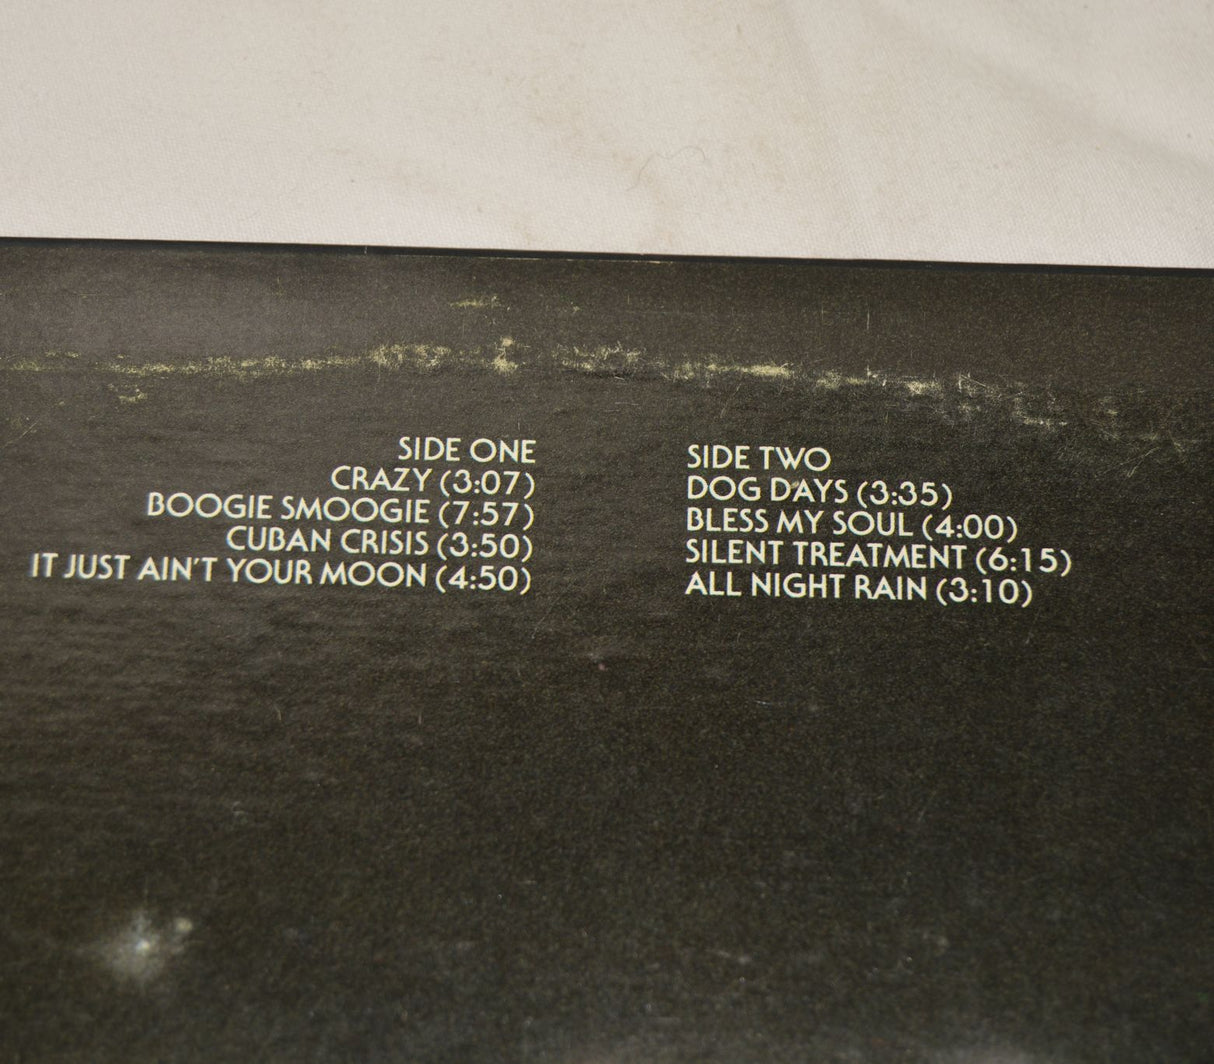 SIDE ONE
CRAZY (3:07)
BOOGIE SMOOGIE (7:57)
CUBAN CRISIS (3:50)
IT JUST AIN'T YOUR MOON (4:50)
SIDE TWO
DOG DAYS (3:35)
BLESS MY SOUL (4:00)
SILENT TREATMENT (6:15)
ALL NIGHT RAIN (3:10)